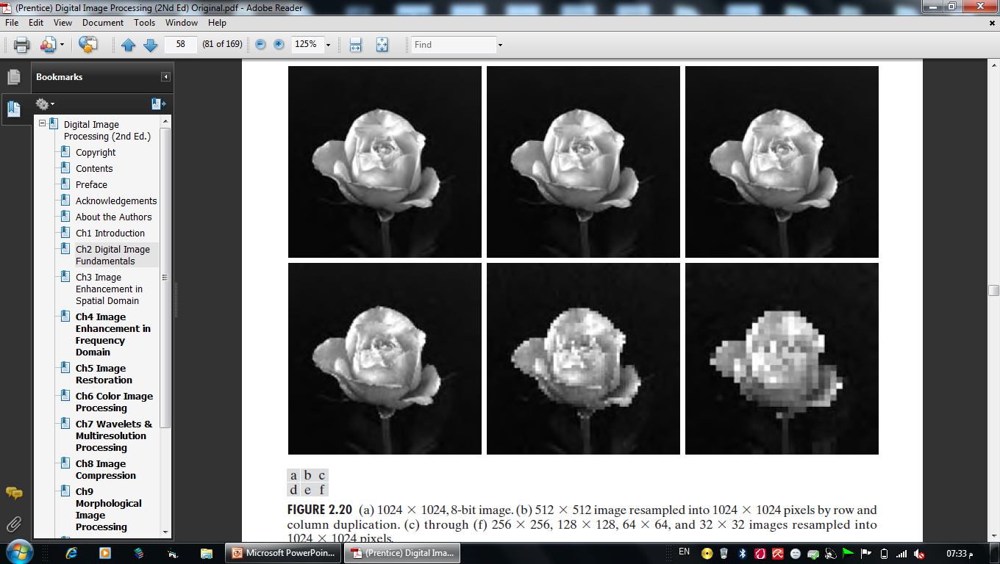 (Prentice) Digital Image Processing (2Nd Ed) Original.pdf - Adobe Reader
File Edit View Document Tools Window Help
58 (81 of 169) 125% Find
Bookmarks
Digital Image
Processing (2nd Ed.)
Copyright
Contents
Preface
Acknowledgements
About the Authors
Ch1 Introduction
Ch2 Digital Image
Fundamentals
Ch3 Image
Enhancement in
Spatial Domain
Ch4 Image
Enhancement in
Frequency
Domain
Ch5 Image
Restoration
Ch6 Color Image
Processing
Ch7 Wavelets &
Multiresolution
Processing
Ch8 Image
Compression
Ch9
Morphological
Image
Processing
a b c
d e f
FIGURE 2.20 (a) 1024 × 1024, 8-bit image. (b) 512 × 512 image resampled into 1024 × 1024 pixels by row and
column duplication. (c) through (f) 256 × 256, 128 × 128, 64 × 64, and 32 × 32 images resampled into
1024 × 1024 pixels.
Microsoft PowerPoin... (Prentice) Digital Ima... EN 07:33 م